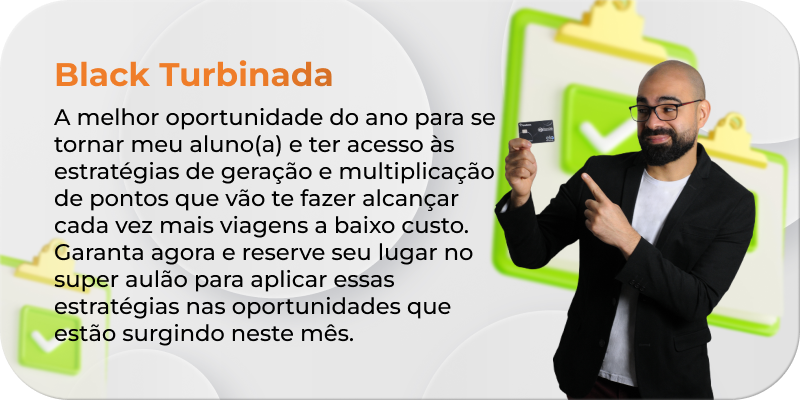 Black Turbinada
A melhor oportunidade do ano para se
tornar meu aluno(a) e ter acesso às
estratégias de geração e multiplicação
de pontos que vão te fazer alcançar
cada vez mais viagens a baixo custo.
Garanta agora e reserve seu lugar no
super aulão para aplicar essas
estratégias nas oportunidades que
estão surgindo neste mês.